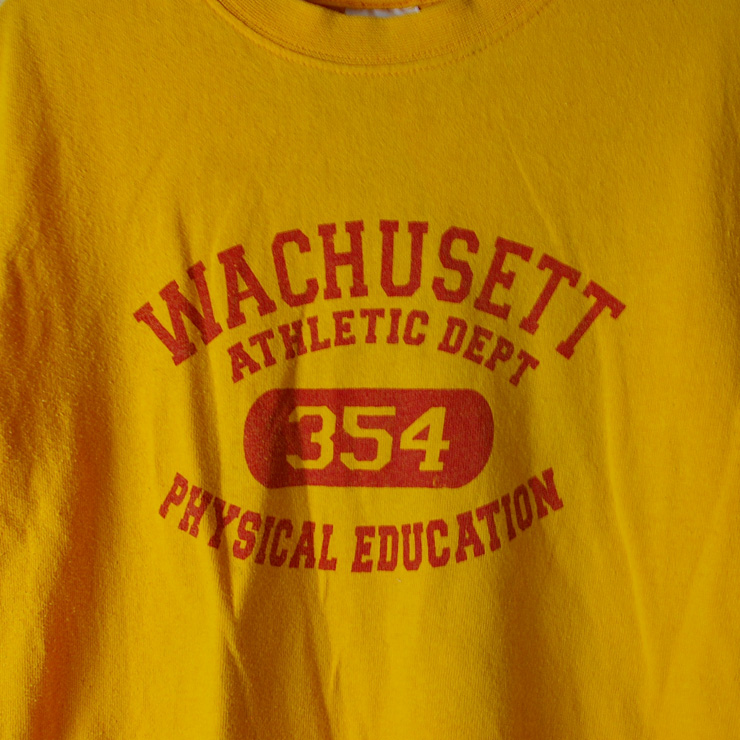 WACHUSETT
ATHLETIC DEPT
354
PHYSICAL EDUCATION